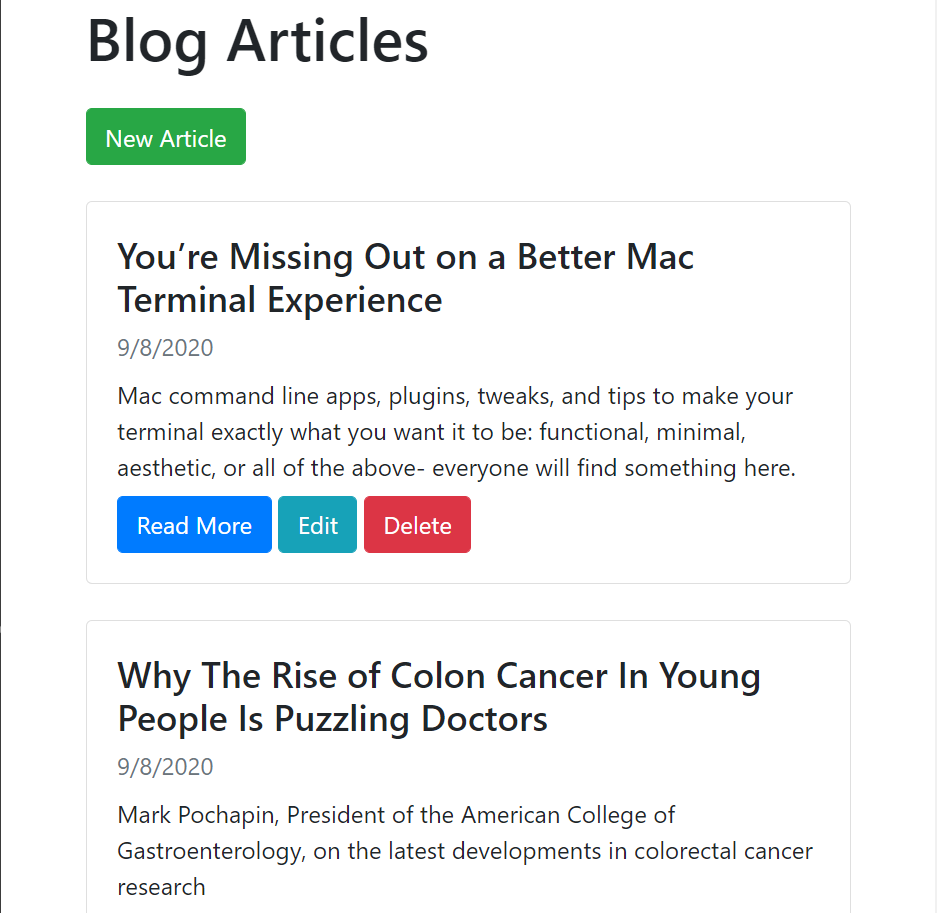 Blog Articles
New Article
You’re Missing Out on a Better Mac
Terminal Experience
9/8/2020
Mac command line apps, plugins, tweaks, and tips to make your
terminal exactly what you want it to be: functional, minimal,
aesthetic, or all of the above- everyone will find something here.
Read More Edit Delete
Why The Rise of Colon Cancer In Young
People Is Puzzling Doctors
9/8/2020
Mark Pochapin, President of the American College of
Gastroenterology, on the latest developments in colorectal cancer
research